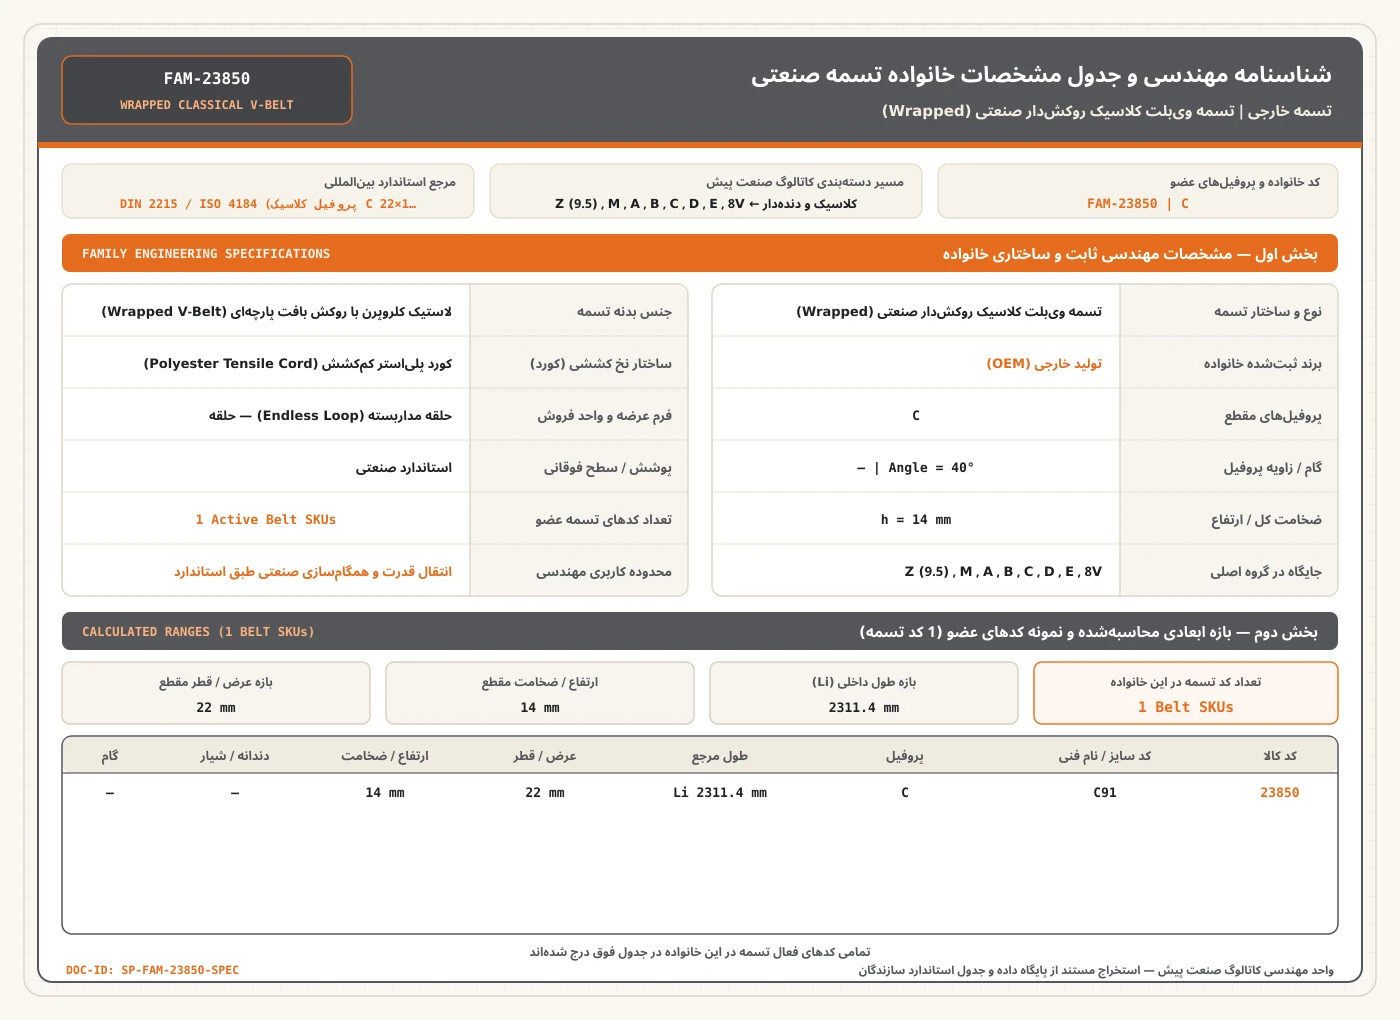 شناسنامه مهندسی و جدول مشخصات خانواده تسمه صنعتی
تسمه خارجی | تسمه وی‌بلت کلاسیک روکش‌دار صنعتی (Wrapped)
FAM-23850
WRAPPED CLASSICAL V-BELT
کد خانواده و پروفیل‌های عضو
FAM-23850 | C
مسیر دسته‌بندی کاتالوگ صنعت پیش
کلاسیک و دنده‌دار ← Z (9.5) , M , A , B , C , D , E , 8V
مرجع استاندارد بین‌المللی
DIN 2215 / ISO 4184 (پروفیل کلاسیک C 22×1…
بخش اول — مشخصات مهندسی ثابت و ساختاری خانواده
FAMILY ENGINEERING SPECIFICATIONS
نوع و ساختار تسمه
تسمه وی‌بلت کلاسیک روکش‌دار صنعتی (Wrapped)
برند ثبت‌شده خانواده
تولید خارجی (OEM)
پروفیل‌های مقطع
C
گام / زاویه پروفیل
— | Angle = 40°
ضخامت کل / ارتفاع
h = 14 mm
جایگاه در گروه اصلی
Z (9.5) , M , A , B , C , D , E , 8V
جنس بدنه تسمه
لاستیک کلروپرن با روکش بافت پارچه‌ای (Wrapped V-Belt)
ساختار نخ کششی (کورد)
کورد پلی‌استر کم‌کشش (Polyester Tensile Cord)
فرم عرضه و واحد فروش
حلقه مداربسته (Endless Loop) — حلقه
پوشش / سطح فوقانی
استاندارد صنعتی
تعداد کدهای تسمه عضو
1 Active Belt SKUs
محدوده کاربری مهندسی
انتقال قدرت و همگام‌سازی صنعتی طبق استاندارد
بخش دوم — بازه ابعادی محاسبه‌شده و نمونه کدهای عضو (1 کد تسمه)
CALCULATED RANGES (1 BELT SKUs)
تعداد کد تسمه در این خانواده
1 Belt SKUs
بازه طول داخلی (Li)
2311.4 mm
ارتفاع / ضخامت مقطع
14 mm
بازه عرض / قطر مقطع
22 mm
کد کالا کد سایز / نام فنی پروفیل طول مرجع عرض / قطر ارتفاع / ضخامت دندانه / شیار گام
23850 C91 C Li 2311.4 mm 22 mm 14 mm — —
تمامی کدهای فعال تسمه در این خانواده در جدول فوق درج شده‌اند
واحد مهندسی کاتالوگ صنعت پیش — استخراج مستند از پایگاه داده و جدول استاندارد سازندگان
DOC-ID: SP-FAM-23850-SPEC